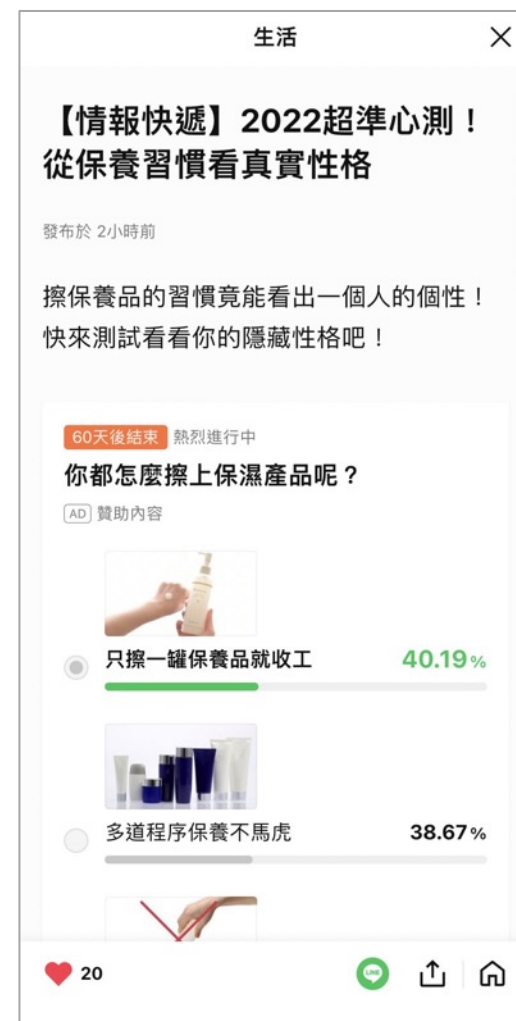 生活
【情報快遞】2022超準心測！
從保養習慣看真實性格
發布於 2小時前
擦保養品的習慣竟能看出一個人的個性！
快來測試看看你的隱藏性格吧！
60天後結束 熱烈進行中
你都怎麼擦上保濕產品呢？
AD 贊助內容
只擦一罐保養品就收工 40.19%
多道程序保養不馬虎 38.67%
20
LINE